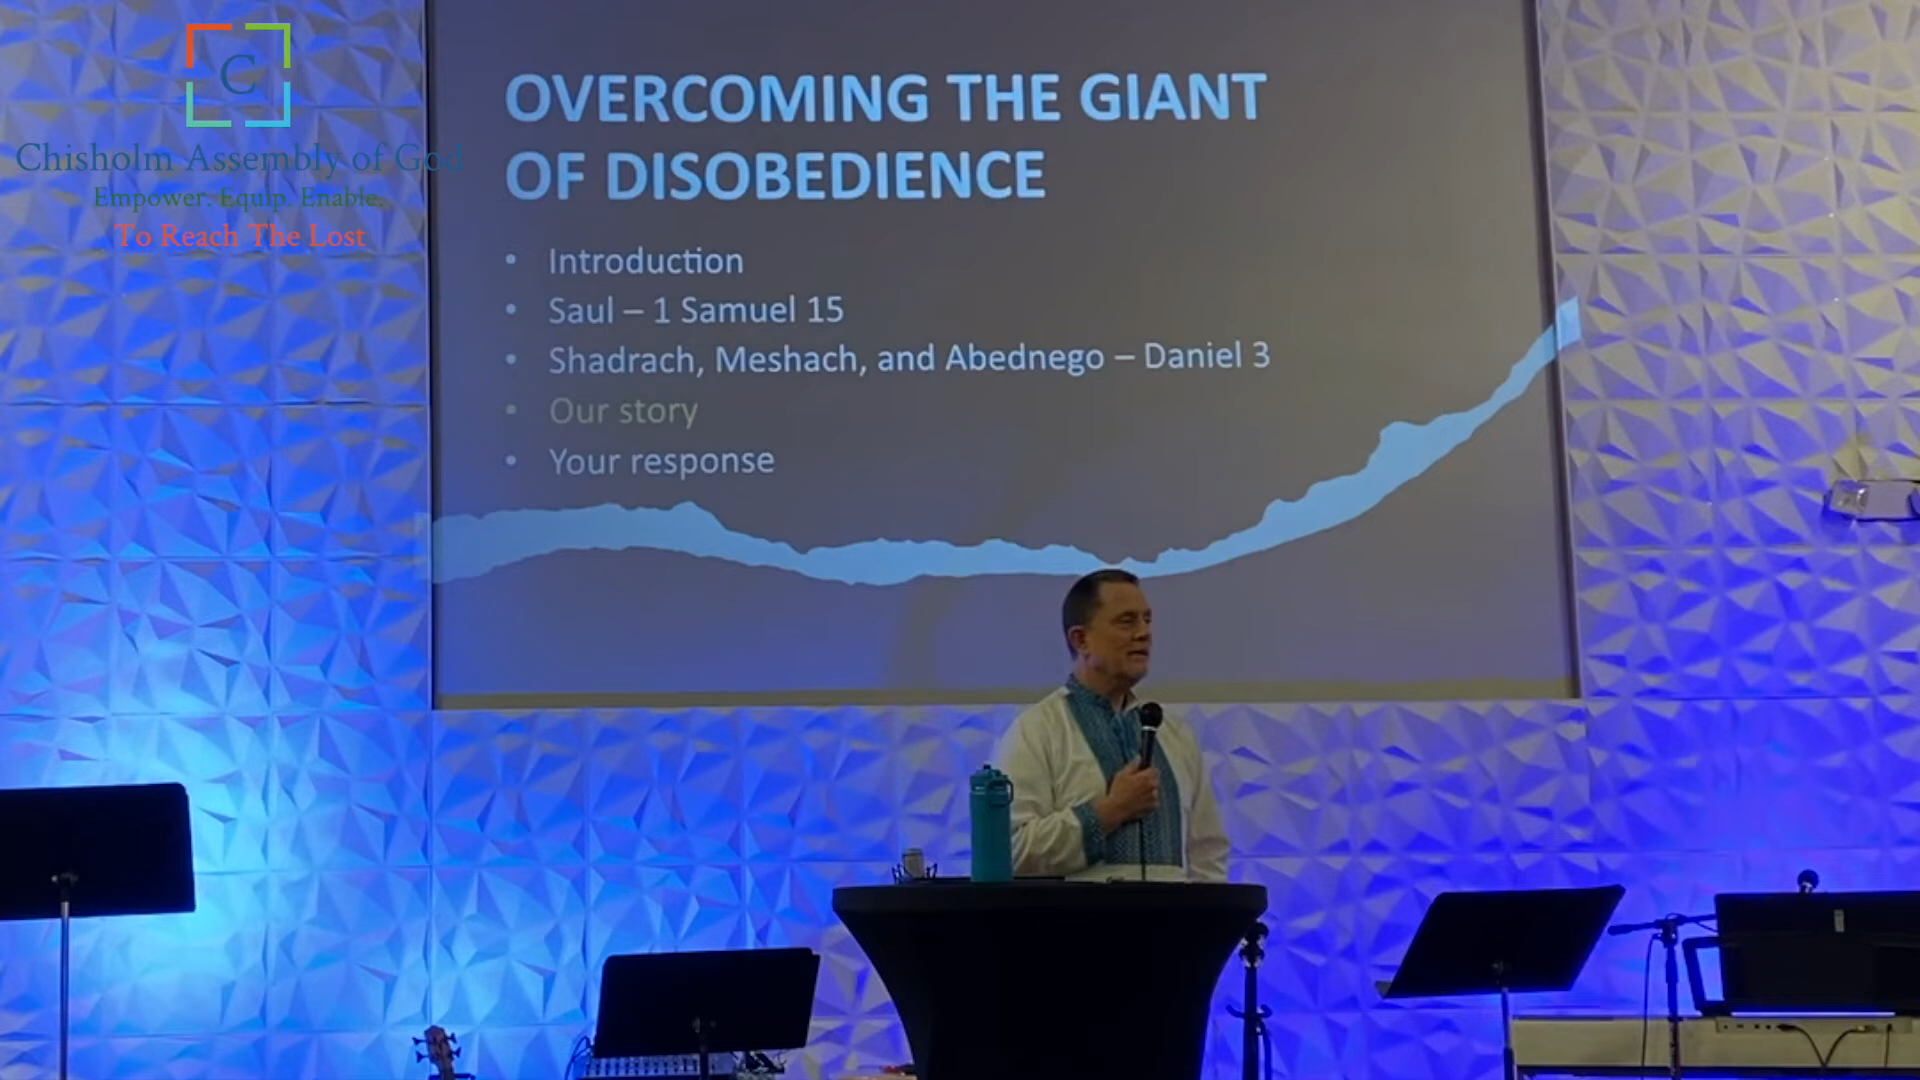 C
Chisholm Assembly of God
Empower. Equip. Enable.
To Reach The Lost
OVERCOMING THE GIANT
OF DISOBEDIENCE
• Introduction
• Saul – 1 Samuel 15
• Shadrach, Meshach, and Abednego – Daniel 3
• Our story
• Your response